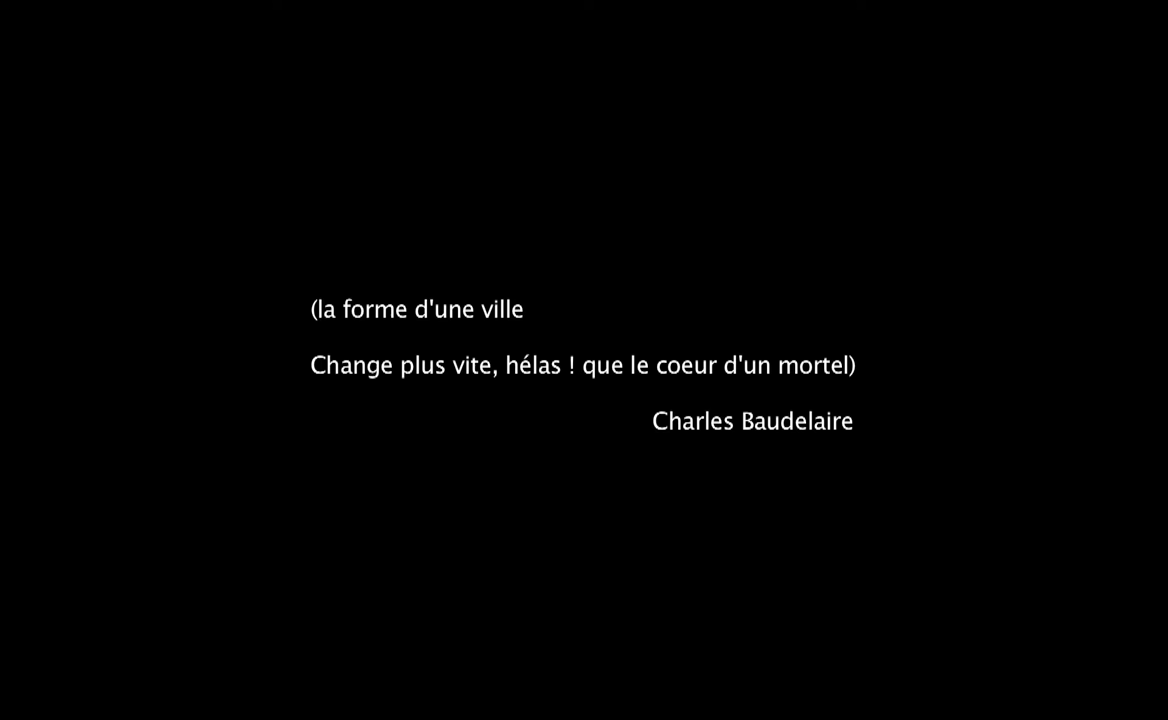 (la forme d'une ville
Change plus vite, hélas ! que le coeur d'un mortel)
Charles Baudelaire